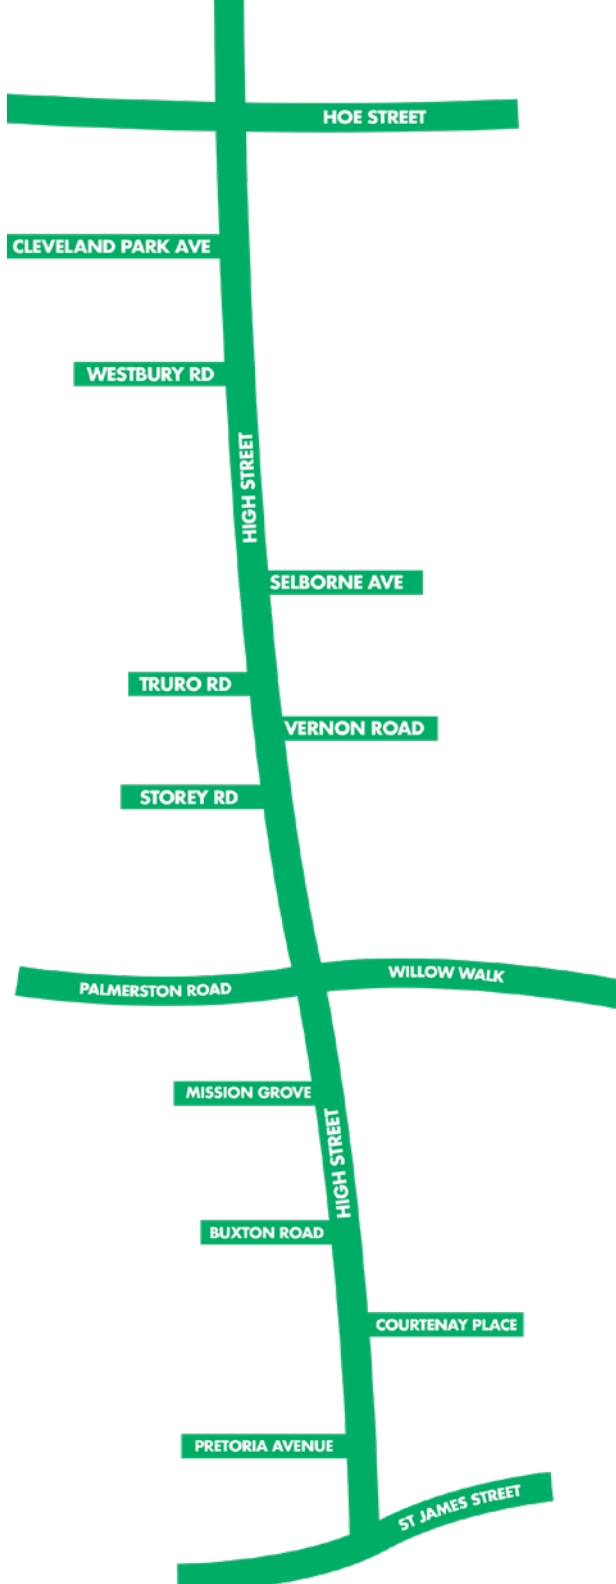 HOE STREET
CLEVELAND PARK AVE
WESTBURY RD
HIGH STREET
SELBORNE AVE
TRURO RD
VERNON ROAD
STOREY RD
WILLOW WALK
PALMERSTON ROAD
MISSION GROVE
HIGH STREET
BUXTON ROAD
COURTENAY PLACE
PRETORIA AVENUE
ST JAMES STREET